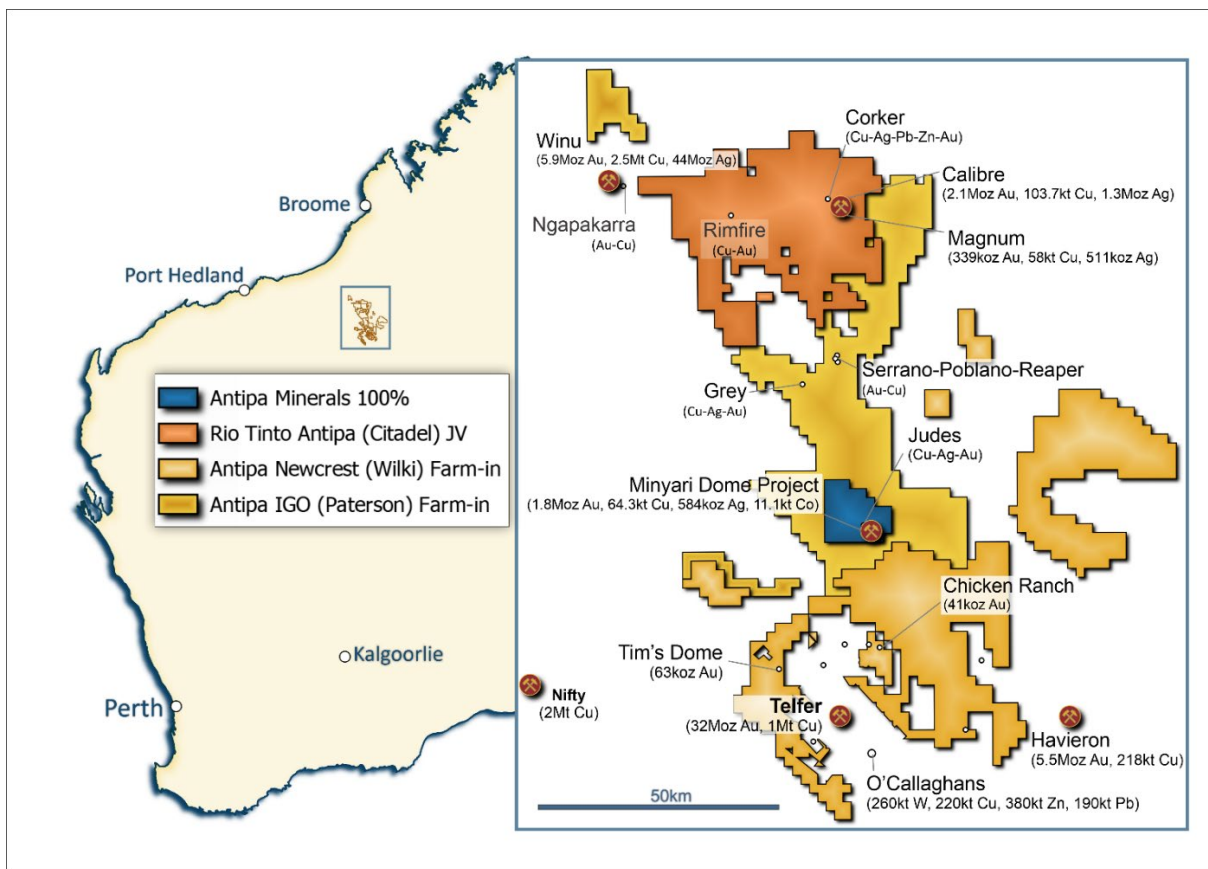 Broome
Port Hedland
Kalgoorlie
Perth
Antipa Minerals 100%
Rio Tinto Antipa (Citadel) JV
Antipa Newcrest (Wilki) Farm-in
Antipa IGO (Paterson) Farm-in
Winu
(5.9Moz Au, 2.5Mt Cu, 44Moz Ag)
Ngapakarra
(Au-Cu)
Rimfire
(Cu-Au)
Corker
(Cu-Ag-Pb-Zn-Au)
Calibre
(2.1Moz Au, 103.7kt Cu, 1.3Moz Ag)
Magnum
(339koz Au, 58kt Cu, 511koz Ag)
Serrano-Poblano-Reaper
(Au-Cu)
Grey
(Cu-Ag-Au)
Judes
(Cu-Ag-Au)
Minyari Dome Project
(1.8Moz Au, 64.3kt Cu, 584koz Ag, 11.1kt Co)
Chicken Ranch
(41koz Au)
Tim's Dome
(63koz Au)
Nifty
(2Mt Cu)
Telfer
(32Moz Au, 1Mt Cu)
Havieron
(5.5Moz Au, 218kt Cu)
O'Callaghans
(260kt W, 220kt Cu, 380kt Zn, 190kt Pb)
50km